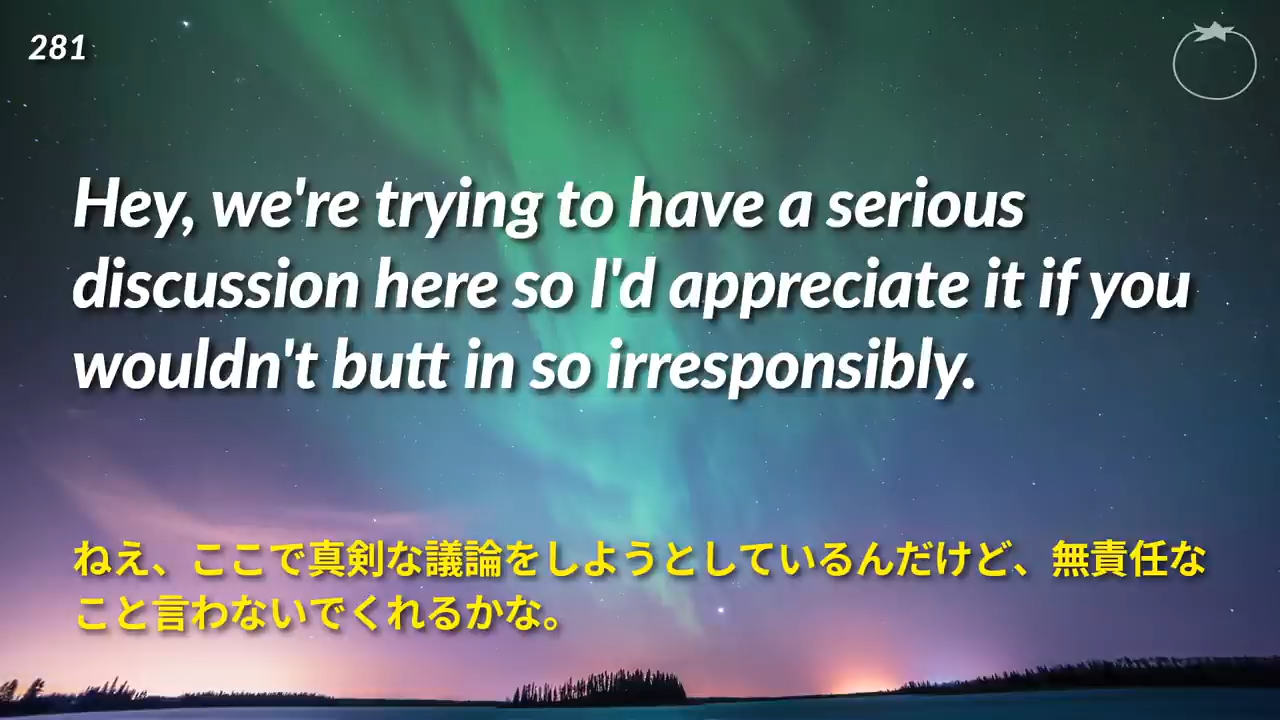 281
Hey, we're trying to have a serious
discussion here so I'd appreciate it if you
wouldn't butt in so irresponsibly.
ねえ、ここで真剣な議論をしようとしているんだけど、無責任な
こと言わないでくれるかな。